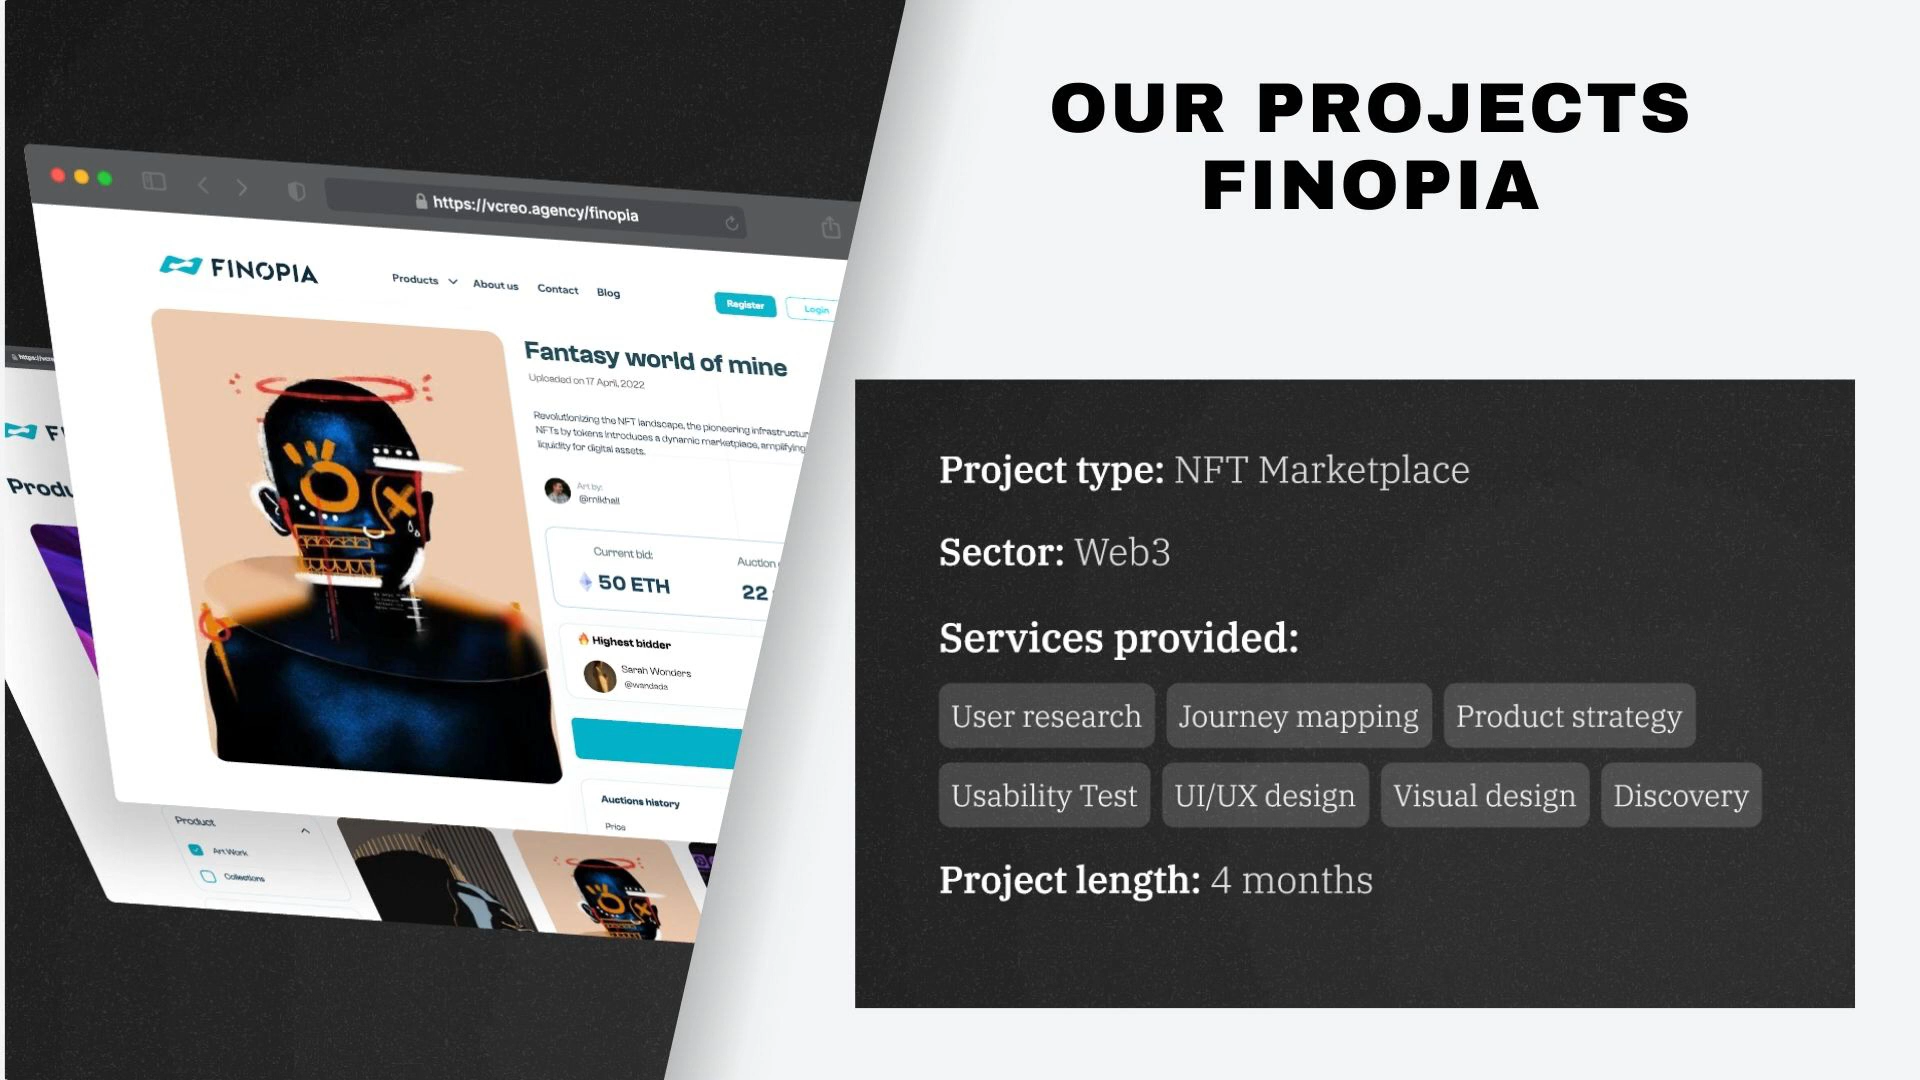 OUR PROJECTS
FINOPIA
https://vcreo.agency/finopia
FINOPIA
Products
About us
Contact
Blog
Register
Login
Fantasy world of mine
Uploaded on 17 April, 2022
Revolutionizing the NFT landscape, the pioneering
NFTs by tokens introduces a dynamic marketplace, amplifying
liquidity for digital assets.
Art by:
@mikhail
Current bid:
50 ETH
Auction
22
🔥 Highest bidder
Sarah Wonders
@wandada
Auctions history
Price
Product
Art Work
Collections
Project type: NFT Marketplace
Sector: Web3
Services provided:
User research
Journey mapping
Product strategy
Usability Test
UI/UX design
Visual design
Discovery
Project length: 4 months